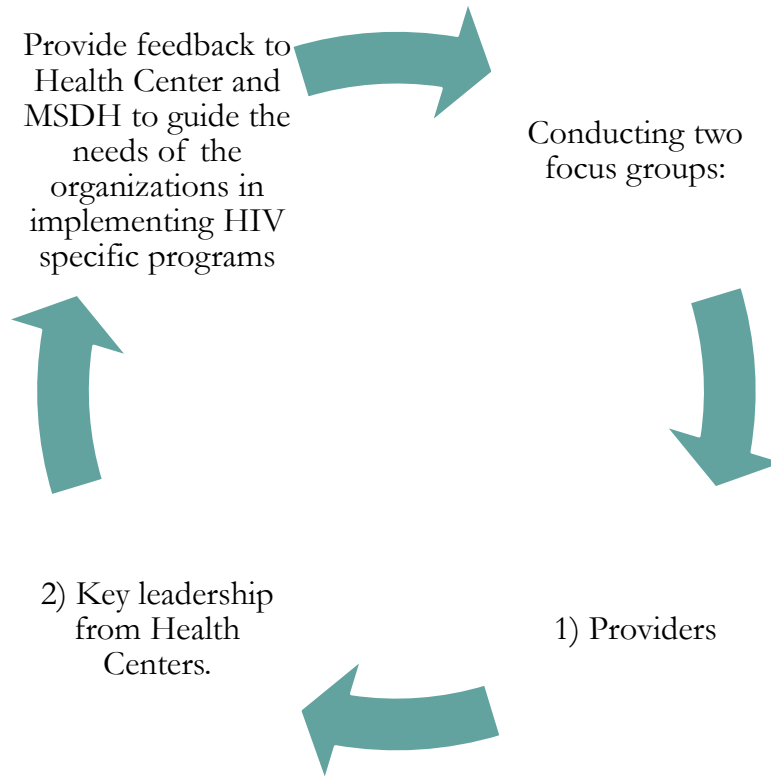 Provide feedback to
Health Center and
MSDH to guide the
needs of the
organizations in
implementing HIV
specific programs
Conducting two
focus groups:
1) Providers
2) Key leadership
from Health
Centers.